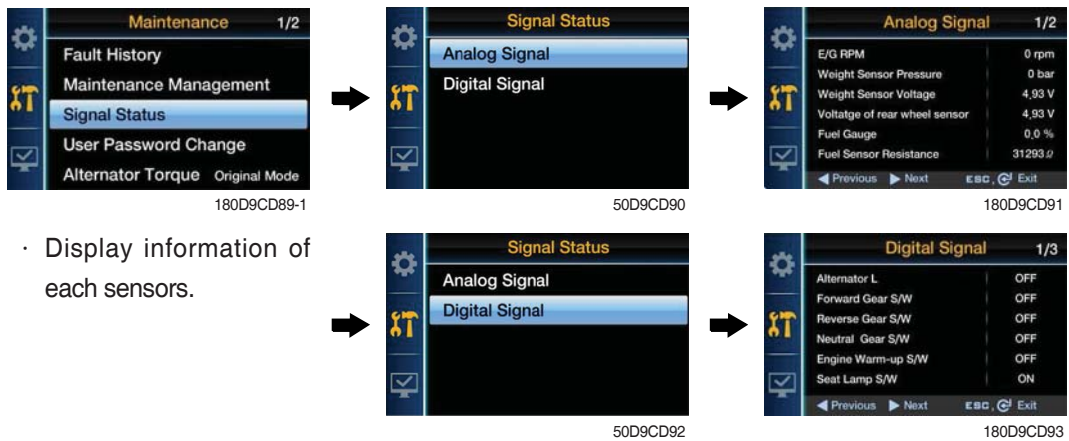 Maintenance 1/2
Fault History
Maintenance Management
Signal Status
User Password Change
Alternator Torque Original Mode
180D9CD89-1
Signal Status
Analog Signal
Digital Signal
50D9CD90
Analog Signal 1/2
E/G RPM 0 rpm
Weight Sensor Pressure 0 bar
Weight Sensor Voltage 4,93 V
Voltatge of rear wheel sensor 4,93 V
Fuel Gauge 0,0 %
Fuel Sensor Resistance 31293Ω
Previous Next ESC, Exit
180D9CD91
· Display information of
each sensors.
Signal Status
Analog Signal
Digital Signal
50D9CD92
Digital Signal 1/3
Alternator L OFF
Forward Gear S/W OFF
Reverse Gear S/W OFF
Neutral Gear S/W OFF
Engine Warm-up S/W OFF
Seat Lamp S/W ON
Previous Next ESC, Exit
180D9CD93